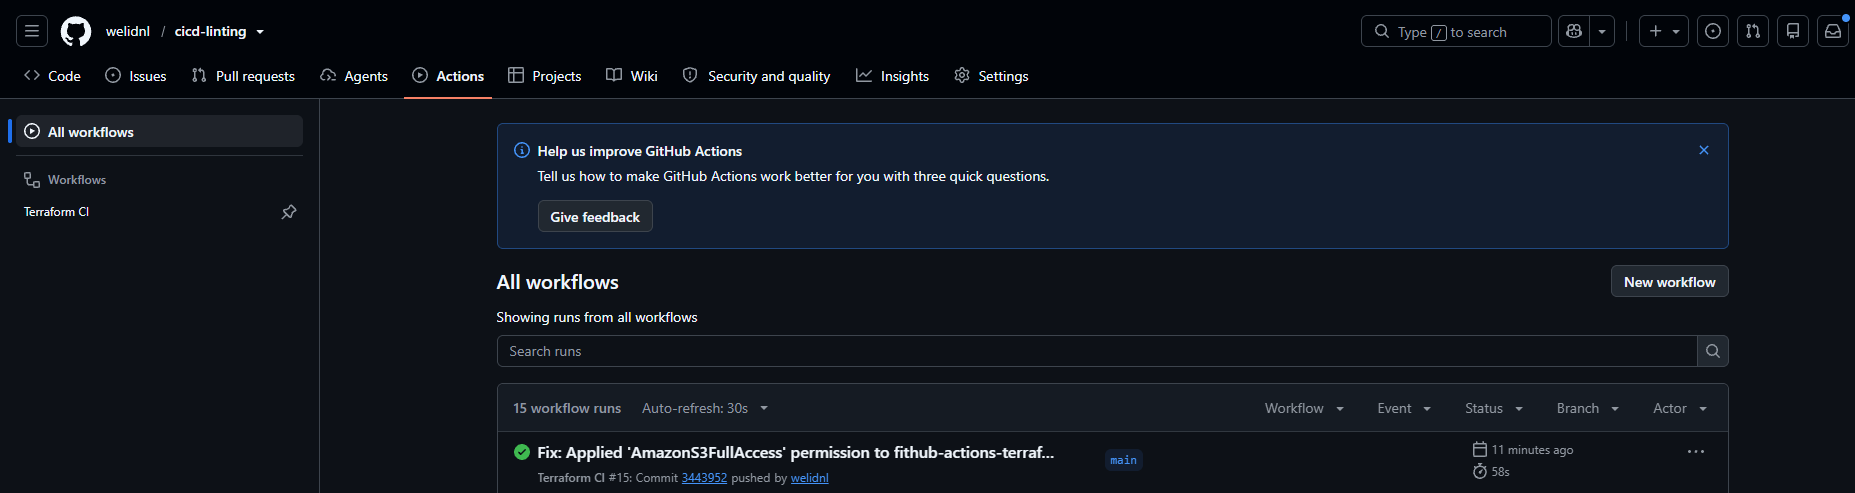 welidnl / cicd-linting
Type / to search
Code Issues Pull requests Agents Actions Projects Wiki Security and quality Insights Settings
All workflows
Workflows
Terraform CI
Help us improve GitHub Actions
Tell us how to make GitHub Actions work better for you with three quick questions.
Give feedback
All workflows
New workflow
Showing runs from all workflows
Search runs
15 workflow runs Auto-refresh: 30s Workflow Event Status Branch Actor
Fix: Applied 'AmazonS3FullAccess' permission to fithub-actions-terraf...
main
11 minutes ago
Terraform CI #15: Commit 3443952 pushed by welidnl
58s